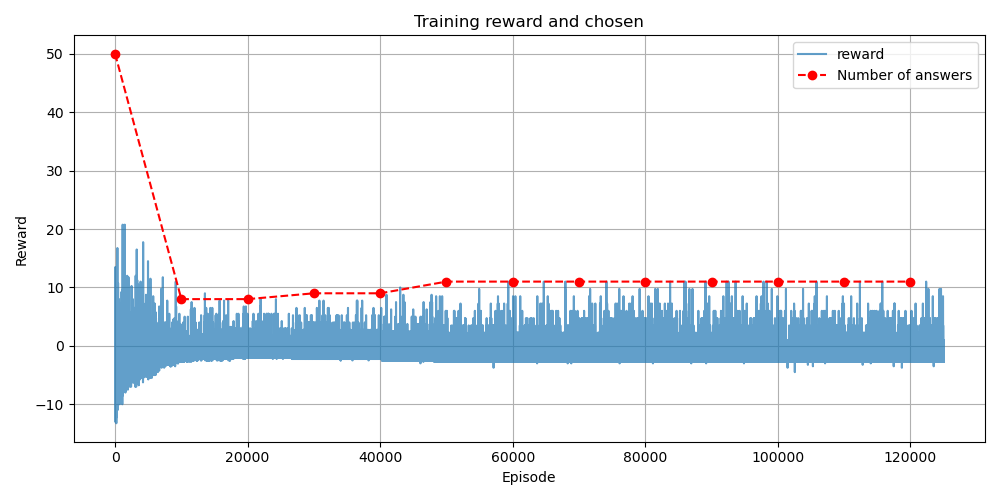 Training reward and chosen
reward
Number of answers
Reward
50
40
30
20
10
0
−10
0 20000 40000 60000 80000 100000 120000
Episode